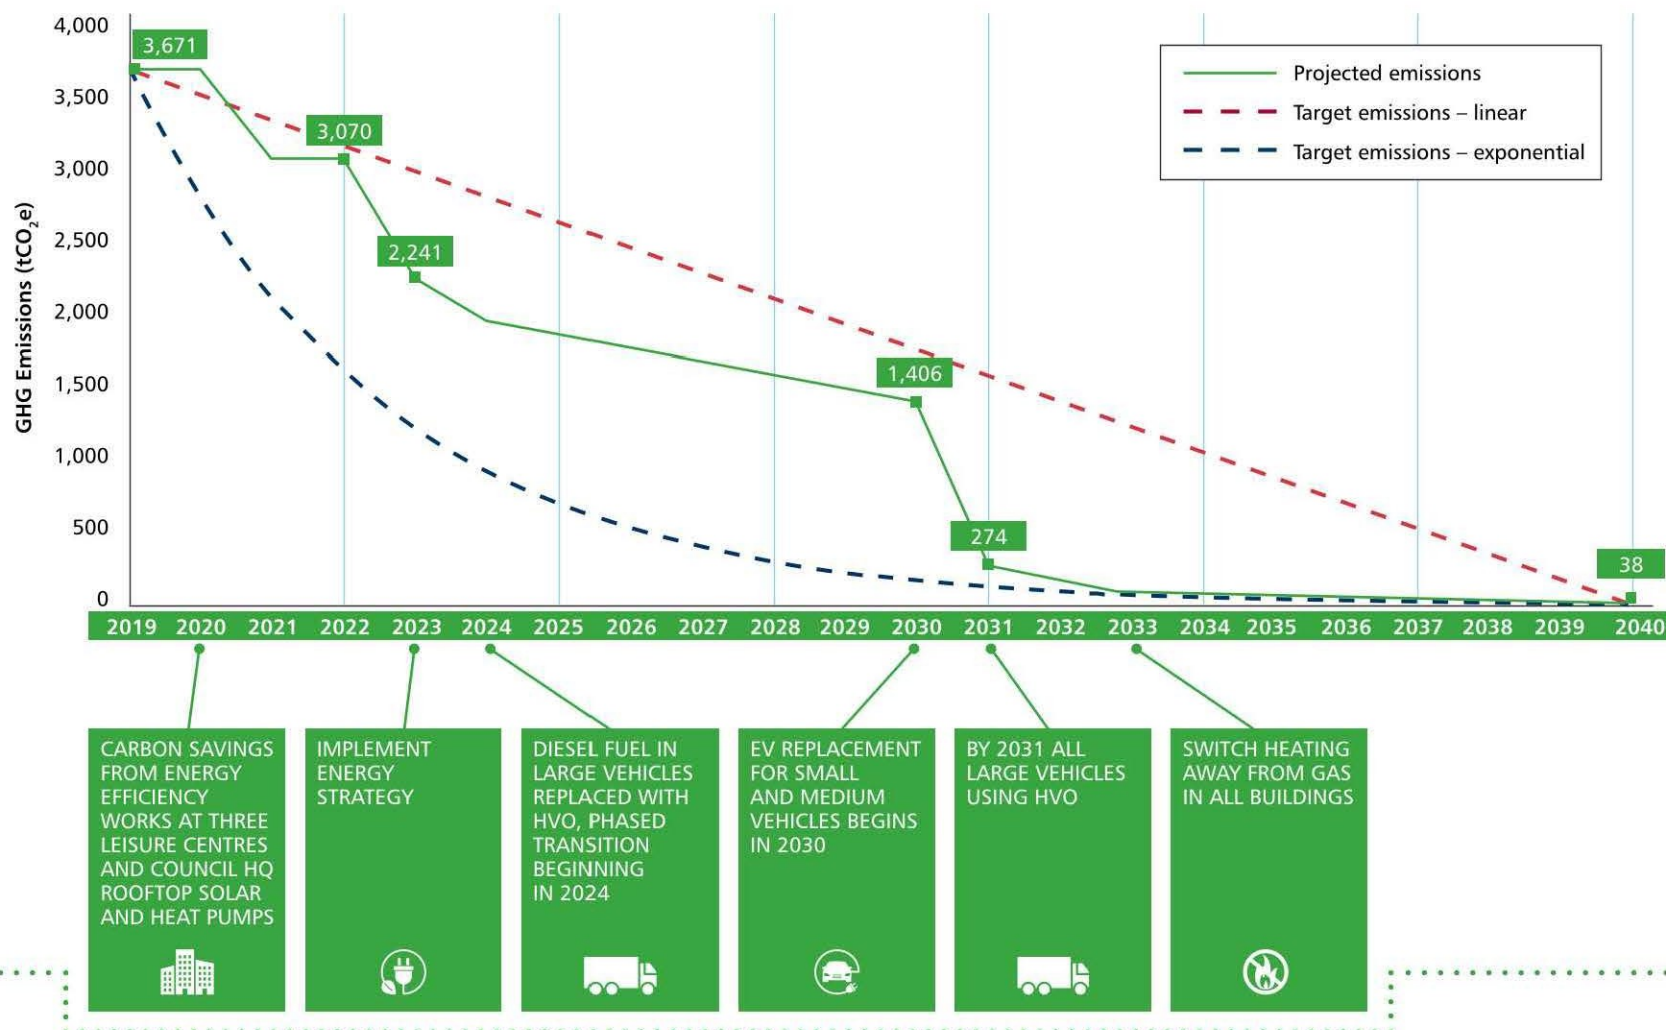 4,000
3,500
3,000
2,500
2,000
1,500
1,000
500
0
GHG Emissions (tCO₂e)
3,671
3,070
2,241
1,406
274
38
Projected emissions
Target emissions – linear
Target emissions – exponential
2019 2020 2021 2022 2023 2024 2025 2026 2027 2028 2029 2030 2031 2032 2033 2034 2035 2036 2037 2038 2039 2040
CARBON SAVINGS
FROM ENERGY
EFFICIENCY
WORKS AT THREE
LEISURE CENTRES
AND COUNCIL HQ
ROOFTOP SOLAR
AND HEAT PUMPS
IMPLEMENT
ENERGY
STRATEGY
DIESEL FUEL IN
LARGE VEHICLES
REPLACED WITH
HVO, PHASED
TRANSITION
BEGINNING
IN 2024
EV REPLACEMENT
FOR SMALL
AND MEDIUM
VEHICLES BEGINS
IN 2030
BY 2031 ALL
LARGE VEHICLES
USING HVO
SWITCH HEATING
AWAY FROM GAS
IN ALL BUILDINGS